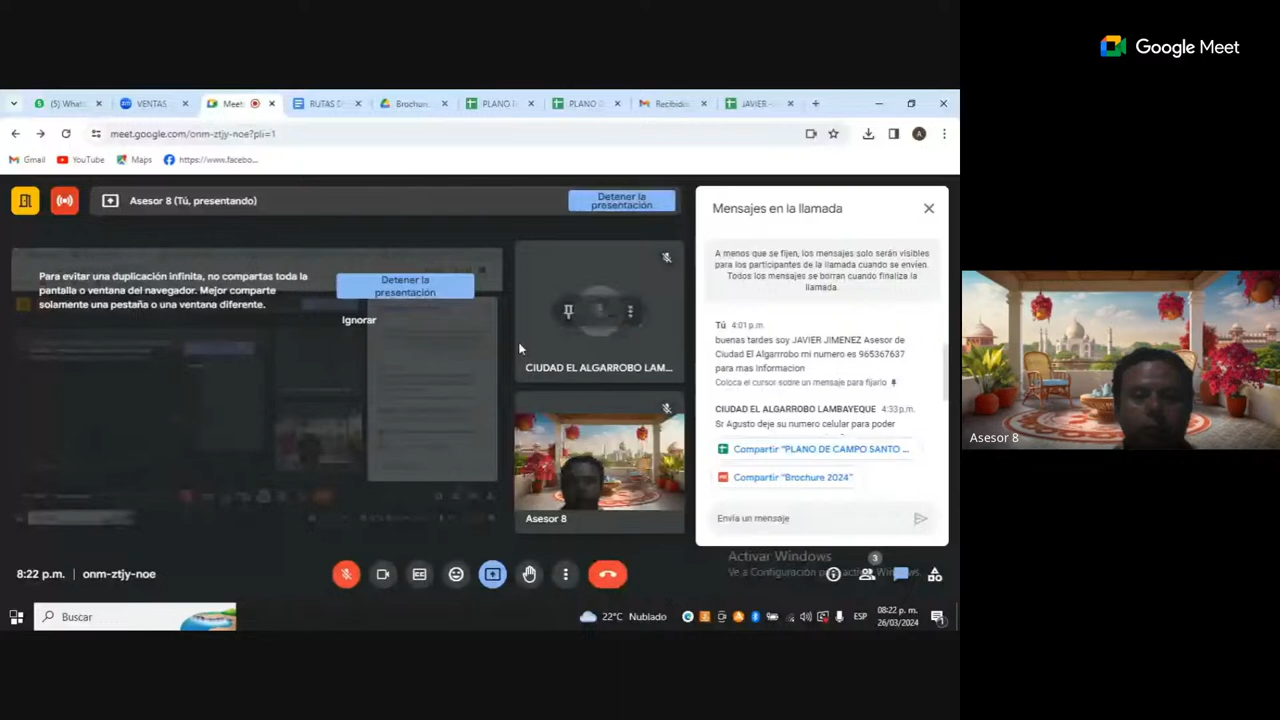 Google Meet
(5) Whats
VENTAS
Meet
RUTAS D
Brochur
PLANO
PLANO
Recibido
JAVIER
meet.google.com/onm-ztjy-noe?pli=1
Gmail
YouTube
Maps
https://www.facebo...
Asesor 8 (Tú, presentando)
Detener la
presentación
Para evitar una duplicación infinita, no compartas toda la
pantalla o ventana del navegador. Mejor comparte
solamente una pestaña o una ventana diferente.
Detener la
presentación
Ignorar
CIUDAD EL ALGARROBO LAM...
Asesor 8
Mensajes en la llamada
A menos que se fijen, los mensajes solo serán visibles
para los participantes de la llamada cuando se envíen.
Todos los mensajes se borran cuando finaliza la
llamada.
Tú 4:01 p.m.
buenas tardes soy JAVIER JIMENEZ Asesor de
Ciudad El Algarrrobo mi numero es 965367637
para mas Informacion
Coloca el cursor sobre un mensaje para fijarlo
CIUDAD EL ALGARROBO LAMBAYEQUE 4:33 p.m.
Sr Agusto deje su numero celular para poder
Compartir "PLANO DE CAMPO SANTO ...
Compartir "Brochure 2024"
Envía un mensaje
Activar Windows
Ve a Configuración para activar Windows.
3
8:22 p.m. | onm-ztjy-noe
Buscar
22°C Nublado
ESP
08:22 p. m.
26/03/2024
1
Asesor 8